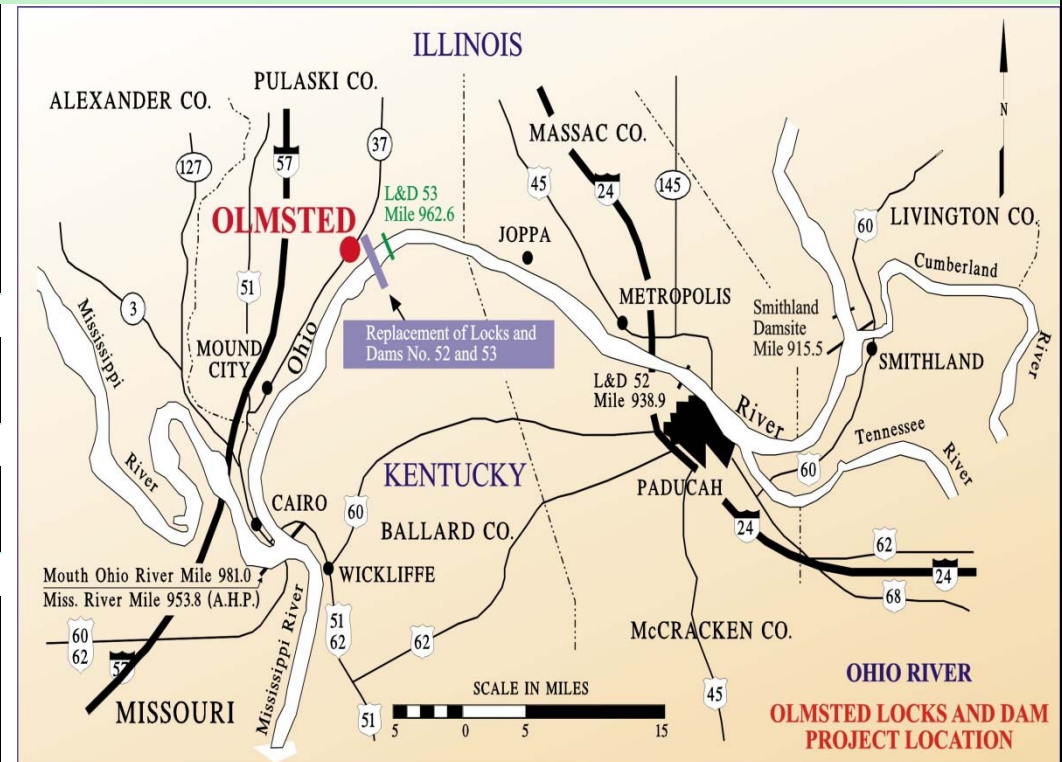 ILLINOIS
PULASKI CO.
ALEXANDER CO.
MASSAC CO.
N
127
57
37
45
24
145
LIVINGTON CO.
60
L&D 53
Mile 962.6
OLMSTED
JOPPA
Cumberland
River
51
3
Mississippi
River
METROPOLIS
Smithland
Damsite
Mile 915.5
SMITHLAND
Replacement of Locks and
Dams No. 52 and 53
MOUND
CITY
Ohio
L&D 52
Mile 938.9
River
Tennessee
River
KENTUCKY
60
PADUCAH
60
CAIRO
60
BALLARD CO.
24
62
24
68
WICKLIFFE
Mouth Ohio River Mile 981.0
Miss. River Mile 953.8 (A.H.P.)
60
62
57
MISSOURI
Mississippi River
51
62
62
51
McCRACKEN CO.
45
SCALE IN MILES
5 0 5 15
OHIO RIVER
OLMSTED LOCKS AND DAM
PROJECT LOCATION